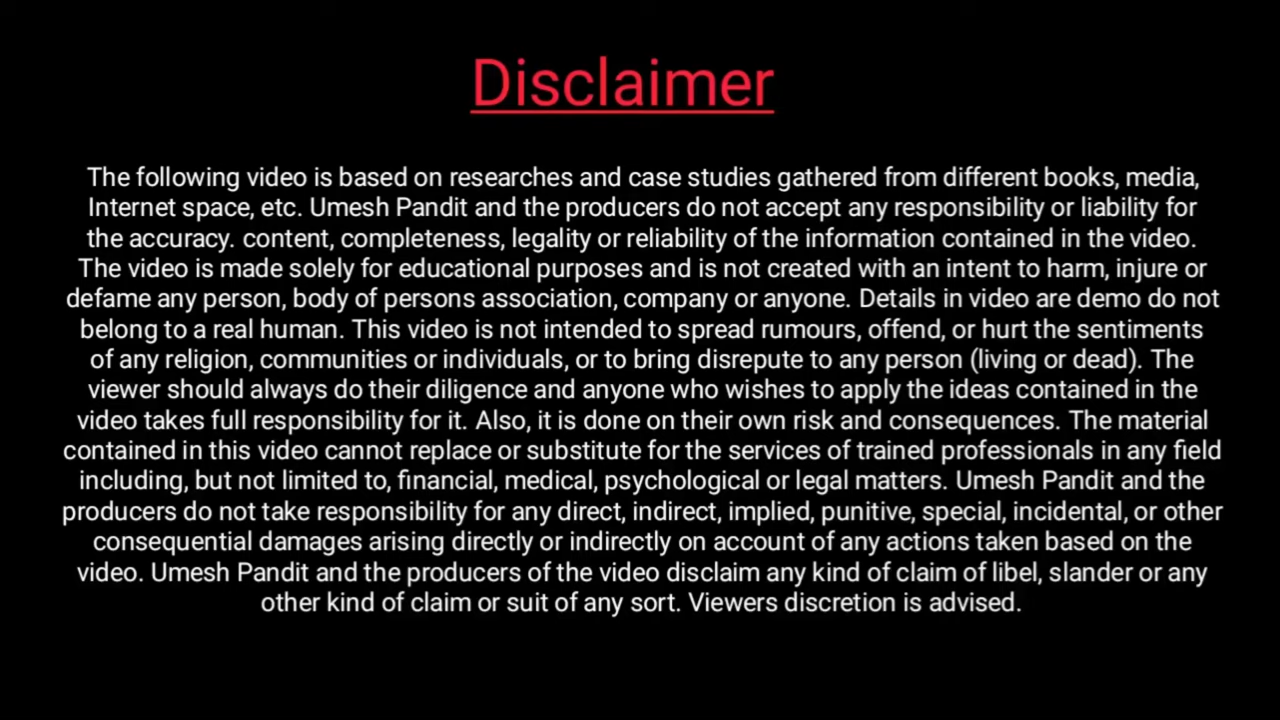 Disclaimer
The following video is based on researches and case studies gathered from different books, media,
Internet space, etc. Umesh Pandit and the producers do not accept any responsibility or liability for
the accuracy. content, completeness, legality or reliability of the information contained in the video.
The video is made solely for educational purposes and is not created with an intent to harm, injure or
defame any person, body of persons association, company or anyone. Details in video are demo do not
belong to a real human. This video is not intended to spread rumours, offend, or hurt the sentiments
of any religion, communities or individuals, or to bring disrepute to any person (living or dead). The
viewer should always do their diligence and anyone who wishes to apply the ideas contained in the
video takes full responsibility for it. Also, it is done on their own risk and consequences. The material
contained in this video cannot replace or substitute for the services of trained professionals in any field
including, but not limited to, financial, medical, psychological or legal matters. Umesh Pandit and the
producers do not take responsibility for any direct, indirect, implied, punitive, special, incidental, or other
consequential damages arising directly or indirectly on account of any actions taken based on the
video. Umesh Pandit and the producers of the video disclaim any kind of claim of libel, slander or any
other kind of claim or suit of any sort. Viewers discretion is advised.